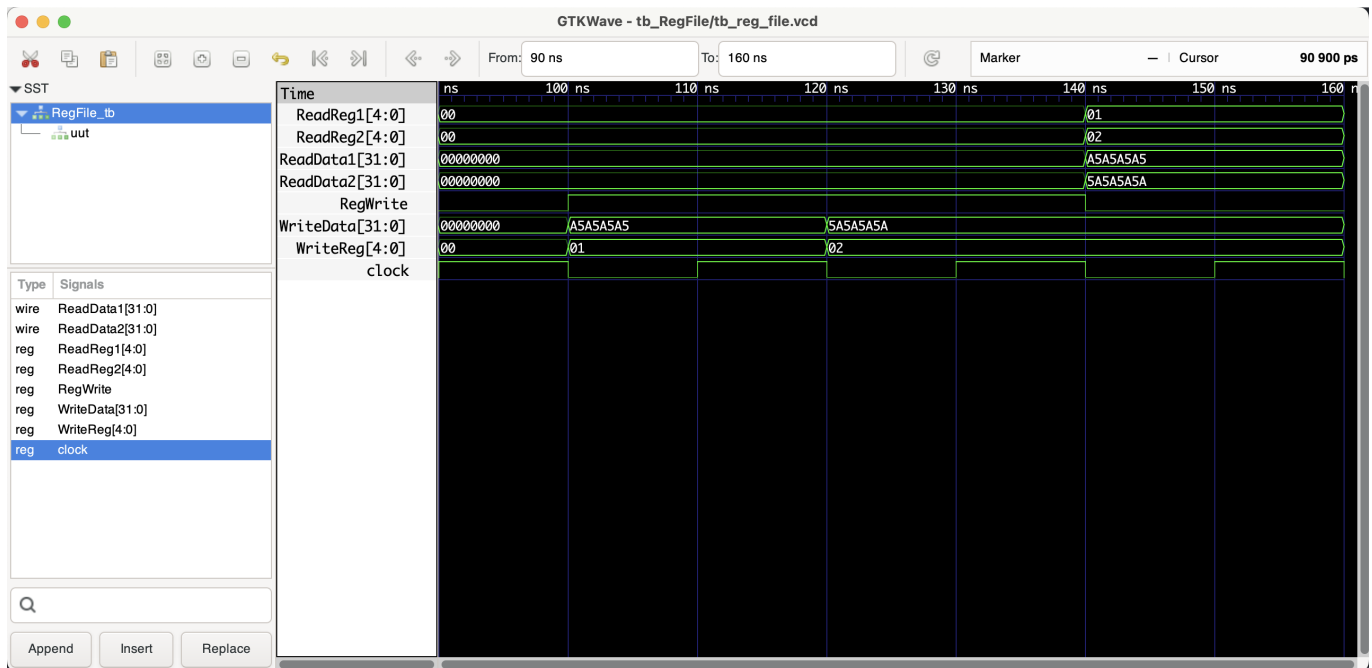 GTKWave - tb_RegFile/tb_reg_file.vcd
From: 90 ns To: 160 ns Marker — | Cursor 90 900 ps
SST
RegFile_tb
uut
Type Signals
wire ReadData1[31:0]
wire ReadData2[31:0]
reg ReadReg1[4:0]
reg ReadReg2[4:0]
reg RegWrite
reg WriteData[31:0]
reg WriteReg[4:0]
reg clock
Append Insert Replace
Time ns 100 ns 110 ns 120 ns 130 ns 140 ns 150 ns 160 n
ReadReg1[4:0] 00 01
ReadReg2[4:0] 00 02
ReadData1[31:0] 00000000 A5A5A5A5
ReadData2[31:0] 00000000 5A5A5A5A
RegWrite
WriteData[31:0] 00000000 A5A5A5A5 5A5A5A5A
WriteReg[4:0] 00 01 02
clock